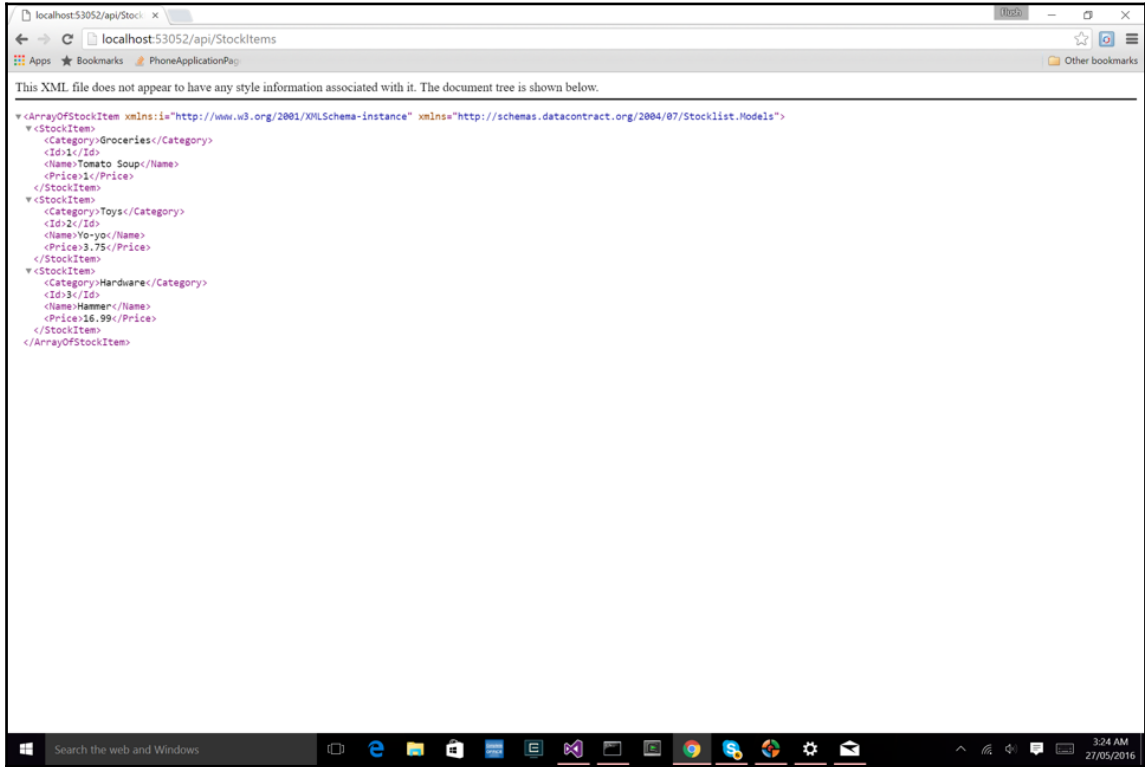 localhost:53052/api/Stock
localhost:53052/api/StockItems
Apps Bookmarks PhoneApplicationPag Other bookmarks
This XML file does not appear to have any style information associated with it. The document tree is shown below.
<ArrayOfStockItem xmlns:i="http://www.w3.org/2001/XMLSchema-instance" xmlns="http://schemas.datacontract.org/2004/07/Stocklist.Models">
<StockItem>
<Category>Groceries</Category>
<Id>1</Id>
<Name>Tomato Soup</Name>
<Price>1</Price>
</StockItem>
<StockItem>
<Category>Toys</Category>
<Id>2</Id>
<Name>Yo-yo</Name>
<Price>3.75</Price>
</StockItem>
<StockItem>
<Category>Hardware</Category>
<Id>3</Id>
<Name>Hammer</Name>
<Price>16.99</Price>
</StockItem>
</ArrayOfStockItem>
Search the web and Windows
3:24 AM
27/05/2016